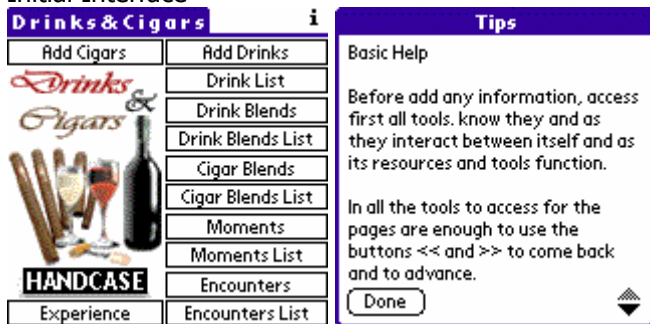 Initial Interface
Drinks&Cigars i
Add Cigars
Add Drinks
Drinks
&
Cigars
HANDCASE
Experience
Drink List
Drink Blends
Drink Blends List
Cigar Blends
Cigar Blends List
Moments
Moments List
Encounters
Encounters List
Tips
Basic Help
Before add any information, access
first all tools. know they and as
they interact between itself and as
its resources and tools function.
In all the tools to access for the
pages are enough to use the
buttons << and >> to come back
and to advance.
Done